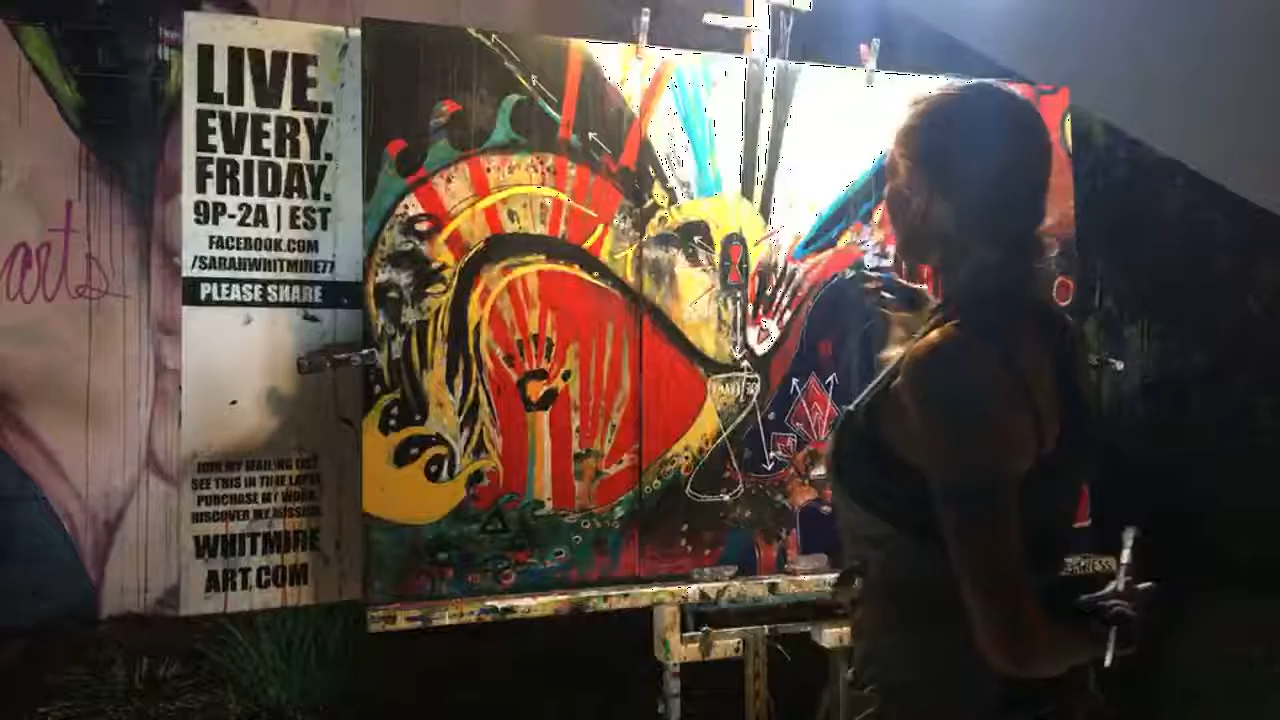 LIVE.
EVERY.
FRIDAY.
9P-2A | EST
FACEBOOK.COM
/SARAHWHITMIRE77
PLEASE SHARE
JOIN MY MAILING LIST
SEE THIS IN TIME LAPSE
PURCHASE MY WORK.
DISCOVER MY MISSION.
WHITMIRE
ART.COM
arts